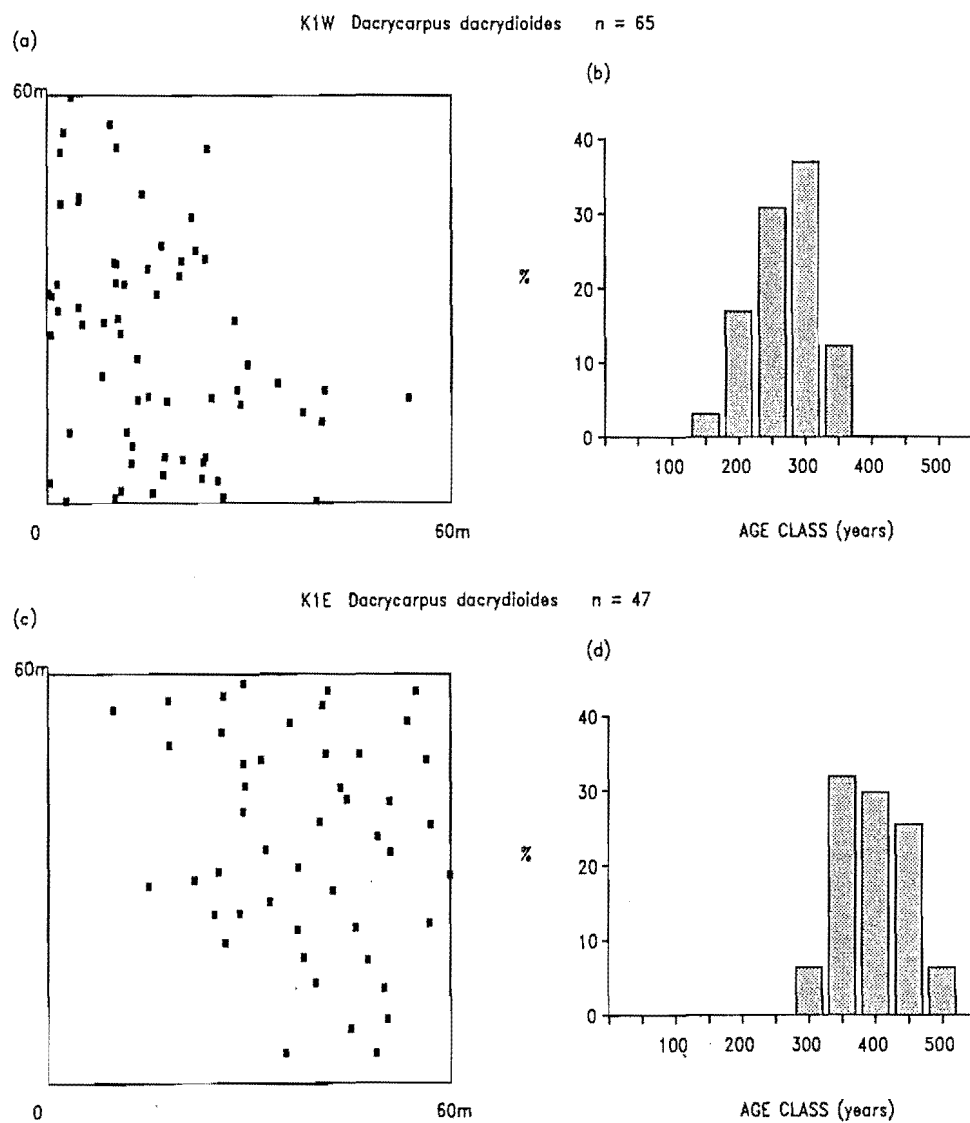 K1W Dacrycarpus dacrydioides n = 65
(a)
(b)
60m
40
30
%
20
10
0
100 200 300 400 500
0 60m
AGE CLASS (years)
K1E Dacrycarpus dacrydioides n = 47
(c)
(d)
60m
40
30
%
20
10
0
100 200 300 400 500
0 60m
AGE CLASS (years)